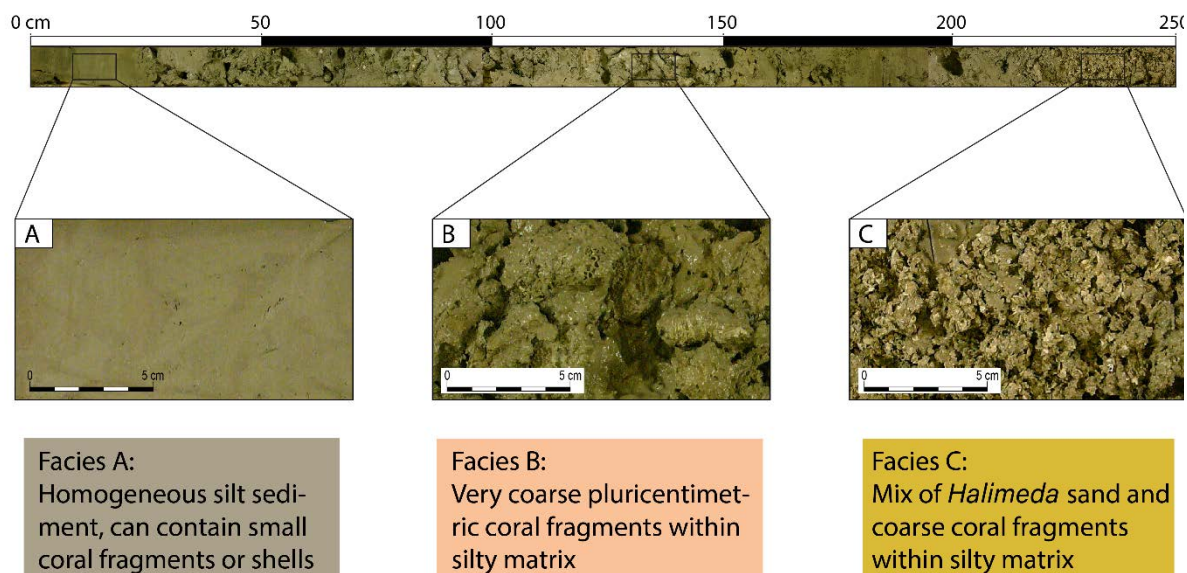 0 cm 50 100 150 200 250
A B C
0 5 cm 0 5 cm 0 5 cm
Facies A:
Homogeneous silt sedi-
ment, can contain small
coral fragments or shells
Facies B:
Very coarse pluricentimet-
ric coral fragments within
silty matrix
Facies C:
Mix of Halimeda sand and
coarse coral fragments
within silty matrix